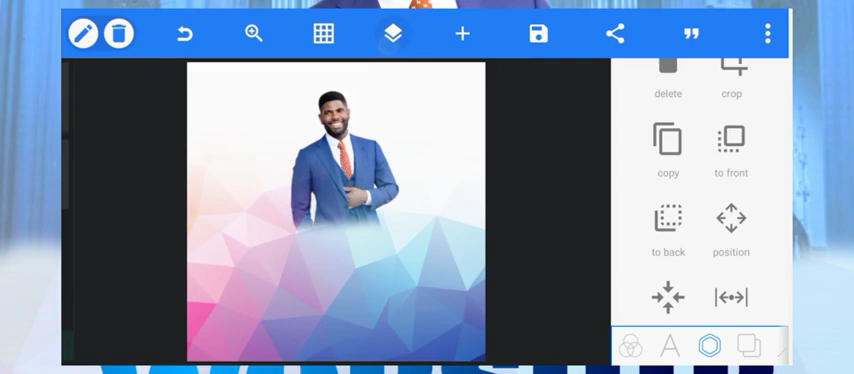 delete
crop
copy
to front
to back
position